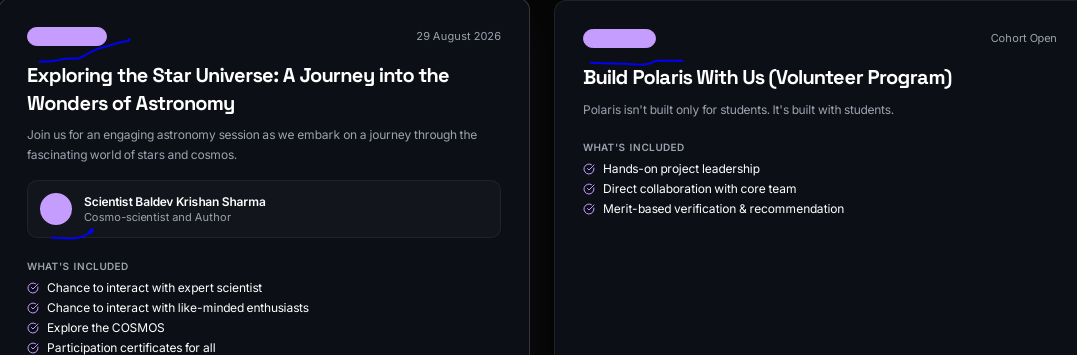 29 August 2026
Exploring the Star Universe: A Journey into the
Wonders of Astronomy
Join us for an engaging astronomy session as we embark on a journey through the
fascinating world of stars and cosmos.
Scientist Baldev Krishan Sharma
Cosmo-scientist and Author
WHAT'S INCLUDED
Chance to interact with expert scientist
Chance to interact with like-minded enthusiasts
Explore the COSMOS
Participation certificates for all
Cohort Open
Build Polaris With Us (Volunteer Program)
Polaris isn't built only for students. It's built with students.
WHAT'S INCLUDED
Hands-on project leadership
Direct collaboration with core team
Merit-based verification & recommendation